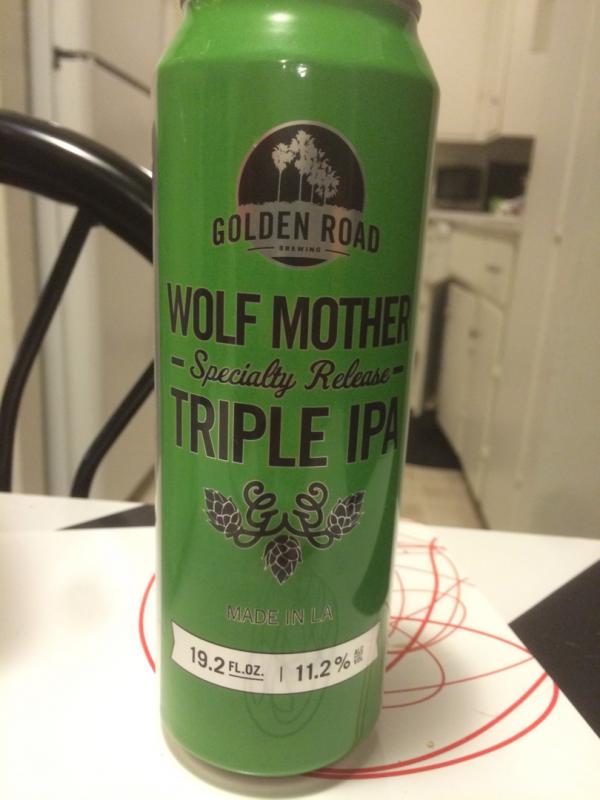 GOLDEN ROAD
BREWING
WOLF MOTHER
Specialty Release
TRIPLE IPA
MADE IN LA
19.2 FL.OZ. | 11.2% ALC VOL